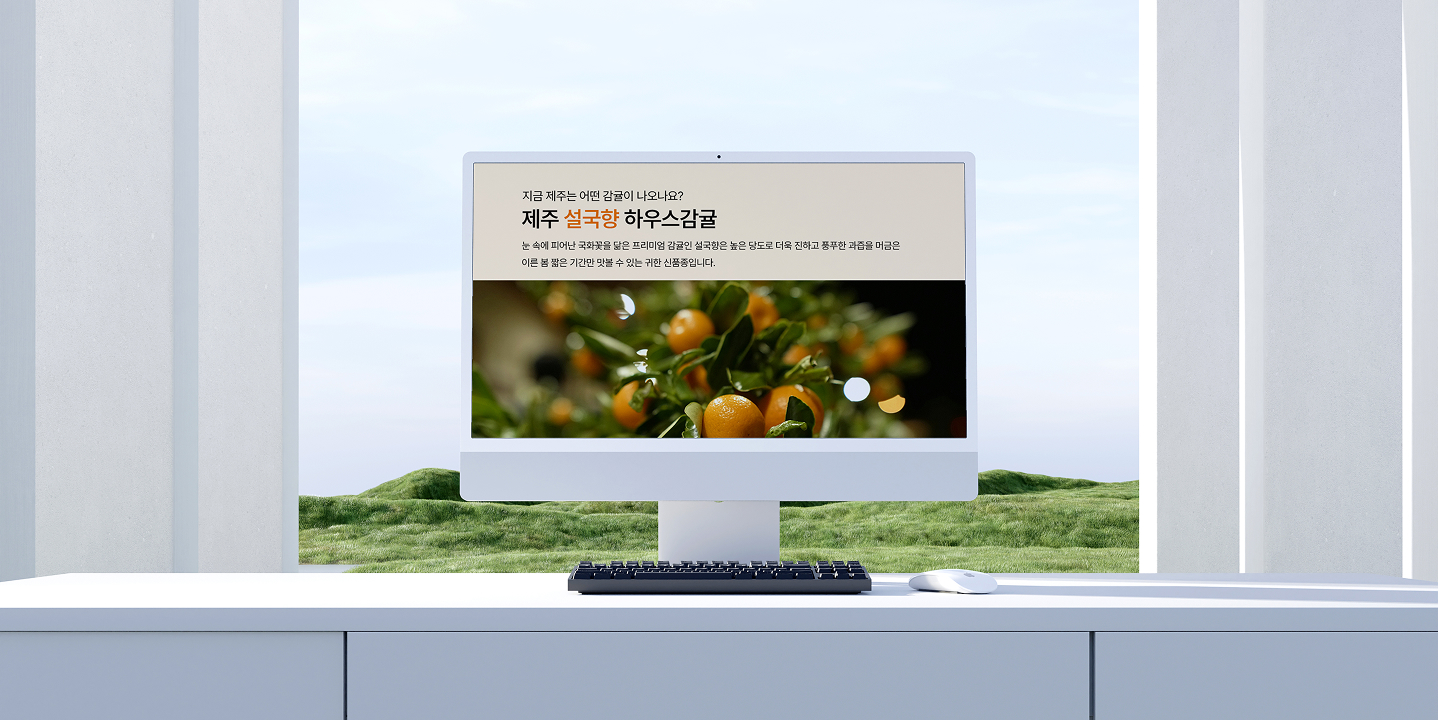 지금 제주는 어떤 감귤이 나오나요?
제주 설국향 하우스감귤
눈 속에 피어난 국화꽃을 닮은 프리미엄 감귤인 설국향은 높은 당도로 더욱 진하고 풍푸한 과즙을 머금은
이른 봄 짧은 기간만 맛볼 수 있는 귀한 신품종입니다.